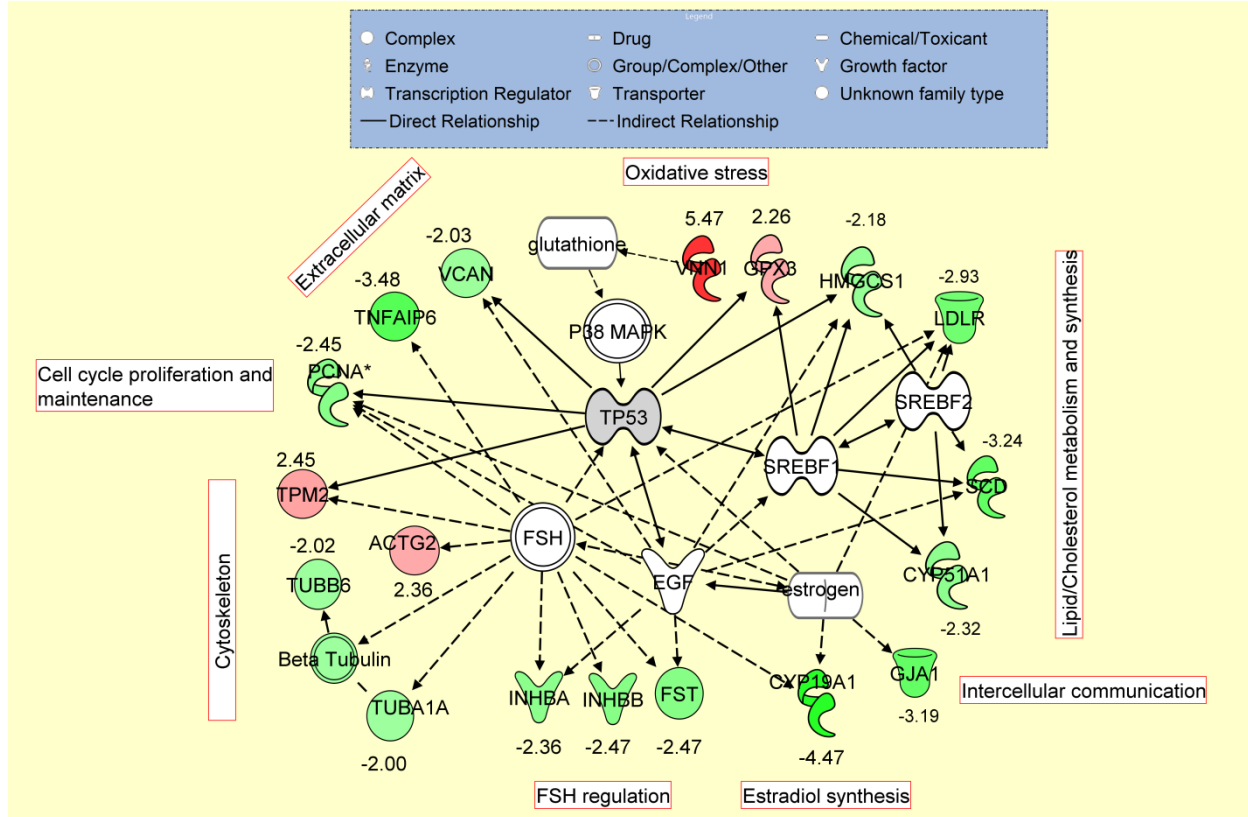 Legend
Complex
Drug
Chemical/Toxicant
Enzyme
Group/Complex/Other
Growth factor
Transcription Regulator
Transporter
Unknown family type
Direct Relationship
Indirect Relationship
Oxidative stress
Extracellular matrix
-2.03
VCAN
glutathione
5.47
VNN1
2.26
GPX3
-2.18
HMGCS1
-2.93
LDLR
-3.48
TNFAIP6
P38 MAPK
-2.45
PCNA*
Cell cycle proliferation and
maintenance
TP53
SREBF2
SREBF1
-3.24
SCD
Lipid/Cholesterol metabolism and synthesis
2.45
TPM2
Cytoskeleton
ACTG2
2.36
FSH
EGF
estrogen
CYP51A1
-2.32
-2.02
TUBB6
Beta Tubulin
TUBA1A
-2.00
INHBA
-2.36
INHBB
-2.47
FST
-2.47
CYP19A1
-4.47
GJA1
-3.19
Intercellular communication
FSH regulation
Estradiol synthesis